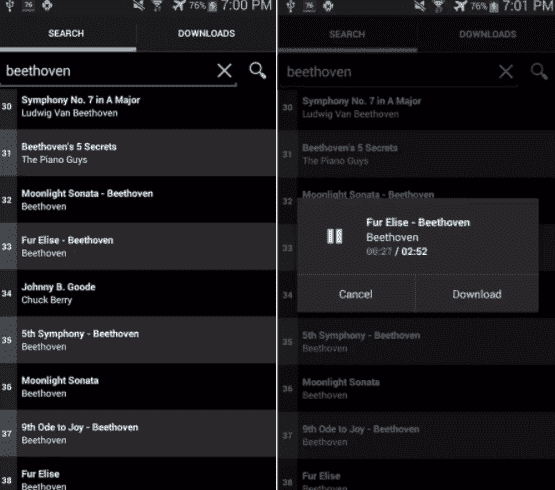 76
76%
7:00 PM
SEARCH
DOWNLOADS
beethoven
30
Symphony No. 7 in A Major
Ludwig Van Beethoven
31
Beethoven's 5 Secrets
The Piano Guys
32
Moonlight Sonata - Beethoven
Beethoven
33
Fur Elise - Beethoven
Beethoven
34
Johnny B. Goode
Chuck Berry
35
5th Symphony - Beethoven
Beethoven
36
Moonlight Sonata
Beethoven
37
9th Ode to Joy - Beethoven
Beethoven
38
Fur Elise
76
76%
7:01 PM
SEARCH
DOWNLOADS
beethoven
30
Symphony No. 7 in A Major
Ludwig Van Beethoven
31
Beethoven's 5 Secrets
The Piano Guys
32
Moonlight Sonata - Beethoven
33
Fur Elise - Beethoven
Beethoven
00:27 / 02:52
Cancel
Download
34
35
5th Symphony - Beethoven
Beethoven
36
Moonlight Sonata
Beethoven
37
9th Ode to Joy - Beethoven
Beethoven
38
Fur Elise